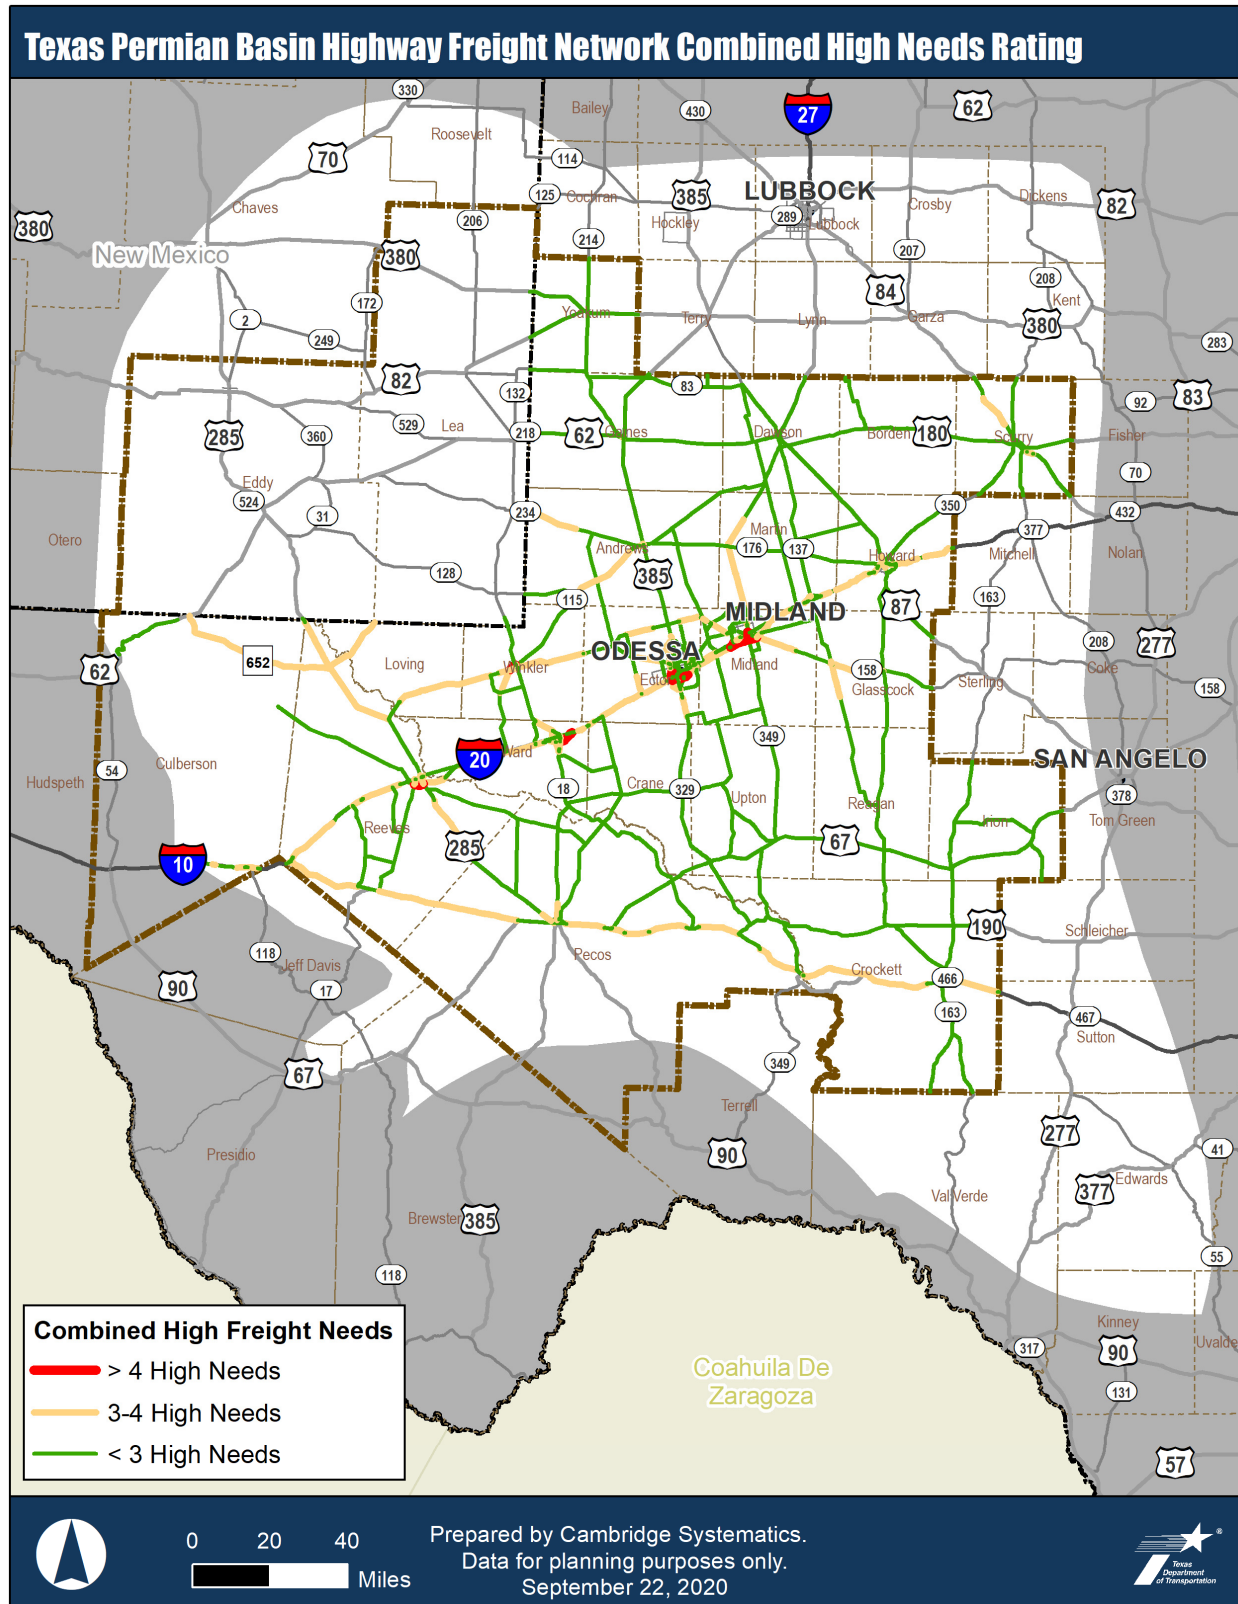 Texas Permian Basin Highway Freight Network Combined High Needs Rating
330
Bailey
430
27
62
Roosevelt
70
114
125
Cochran
385
LUBBOCK
Dickens
82
Chaves
206
Hockley
289
Lubbock
Crosby
380
New Mexico
380
214
207
84
208
Kent
172
2
249
Yoakum
Terry
Lynn
Garza
380
283
82
132
83
83
92
285
360
529
Lea
218
62
Gaines
Dawson
Borden
180
Scurry
Fisher
70
Eddy
524
31
234
350
377
432
Otero
Andrews
Martin
176
137
Howard
Mitchell
Nolan
128
385
115
163
87
MIDLAND
62
652
Loving
Winkler
ODESSA
Ector
Midland
158
Glasscock
Sterling
208
Coke
277
158
349
Hudspeth
54
Culberson
20
Ward
SAN ANGELO
18
Crane
329
Upton
Reagan
378
Tom Green
Reeves
285
67
Irion
10
190
Schleicher
118
Jeff Davis
Pecos
Crockett
466
90
17
163
467
Sutton
67
349
Terrell
277
41
Presidio
90
Val Verde
377
Edwards
Brewster
385
118
55
Combined High Freight Needs
> 4 High Needs
3-4 High Needs
< 3 High Needs
Coahuila De
Zaragoza
Kinney
317
90
Uvalde
131
57
0 20 40
Miles
Prepared by Cambridge Systematics.
Data for planning purposes only.
September 22, 2020
®
Texas
Department
of Transportation